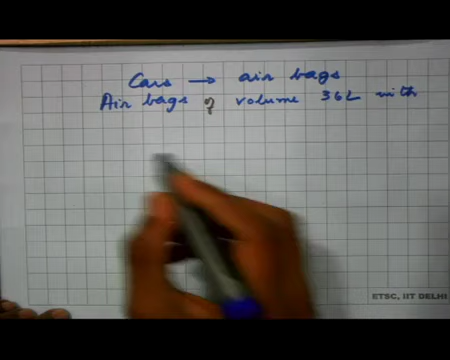 Cars → air bags
Air bags of volume 36L with
ETSC, IIT DELHI